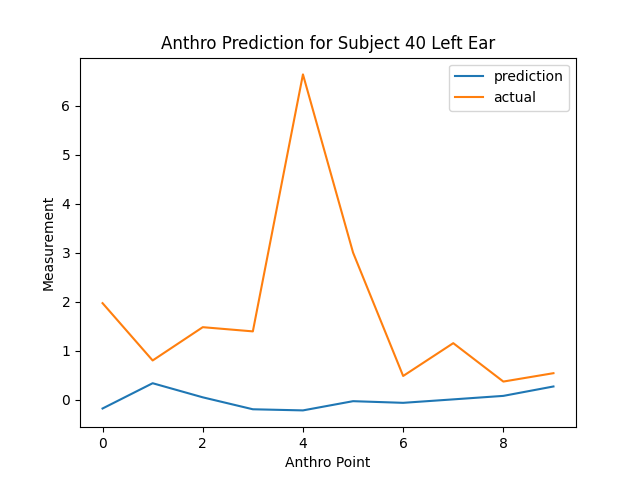 Anthro Prediction for Subject 40 Left Ear
prediction
actual
Measurement
6
5
4
3
2
1
0
0 2 4 6 8
Anthro Point